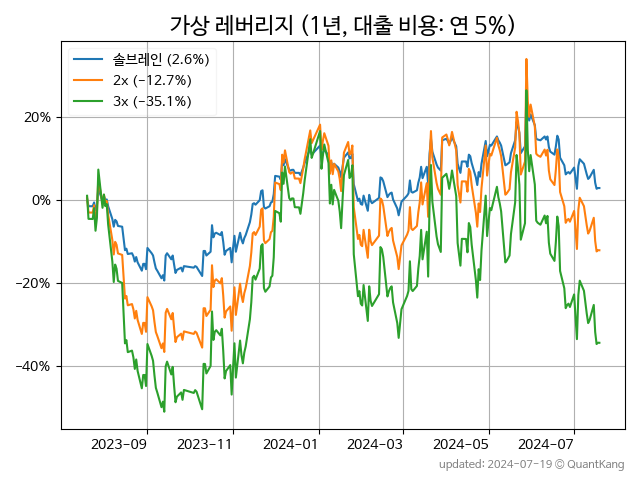 가상 레버리지 (1년, 대출 비용: 연 5%)
솔브레인 (2.6%)
2x (−12.7%)
3x (−35.1%)
20%
0%
−20%
−40%
2023-09 2023-11 2024-01 2024-03 2024-05 2024-07
updated: 2024-07-19 © QuantKang